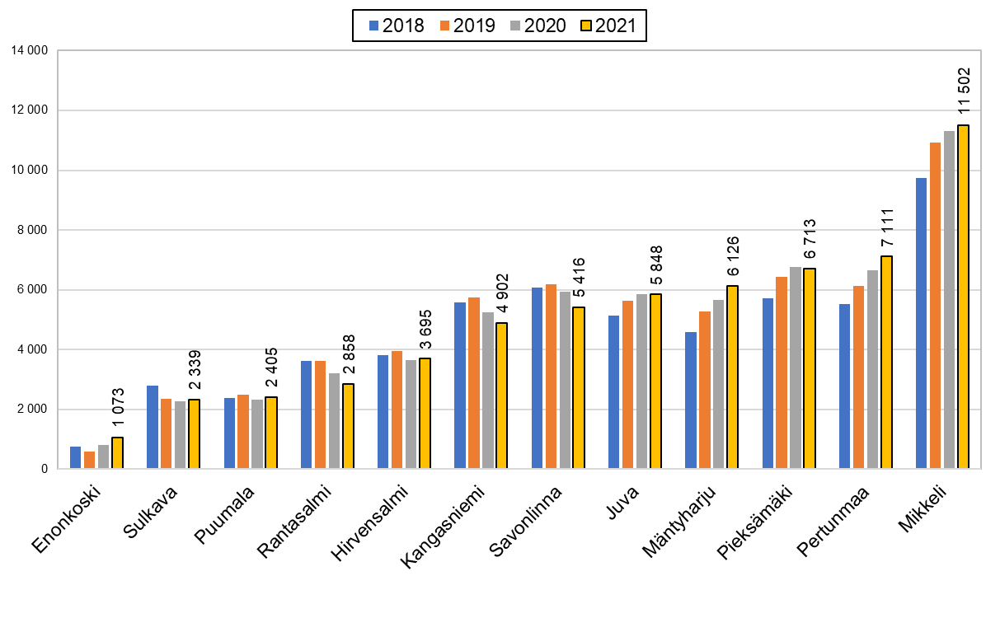 2018 2019 2020 2021
14 000
12 000
10 000
8 000
6 000
4 000
2 000
0
1 073
2 339
2 405
2 858
3 695
4 902
5 416
5 848
6 126
6 713
7 111
11 502
Enonkoski
Sulkava
Puumala
Rantasalmi
Hirvensalmi
Kangasniemi
Savonlinna
Juva
Mäntyharju
Pieksämäki
Pertunmaa
Mikkeli